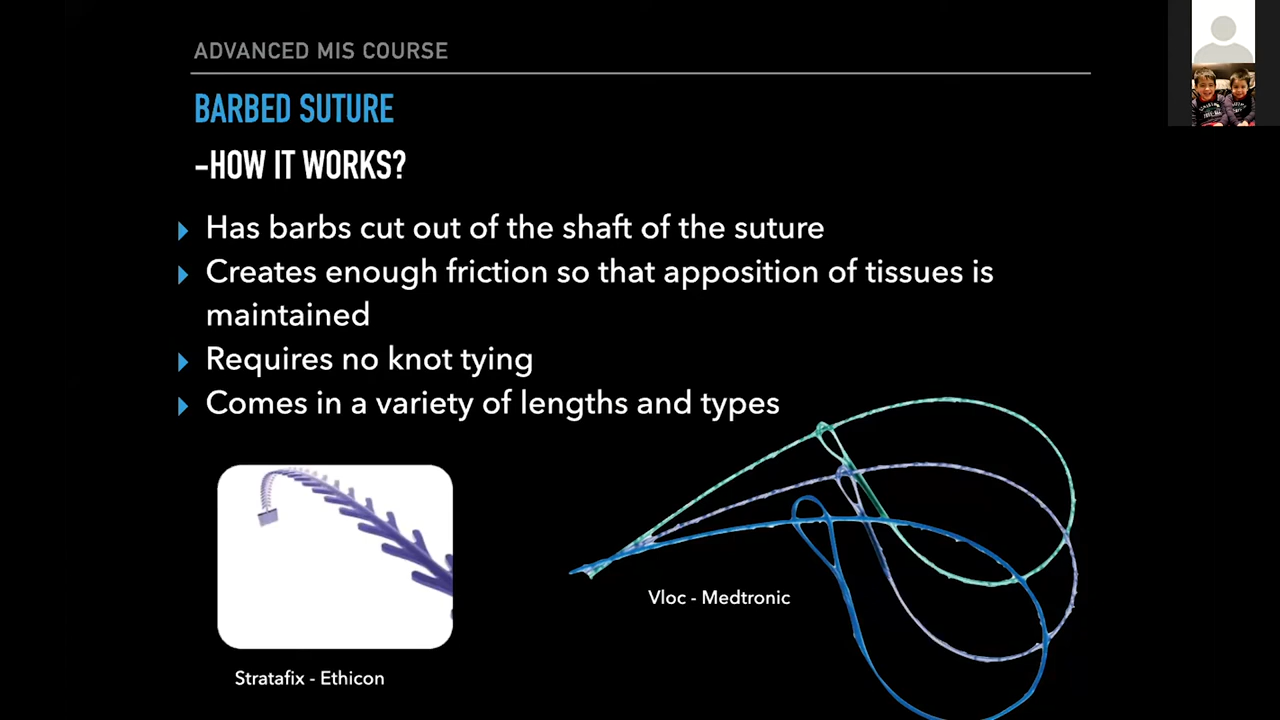 ADVANCED MIS COURSE
BARBED SUTURE
-HOW IT WORKS?
Has barbs cut out of the shaft of the suture
Creates enough friction so that apposition of tissues is
maintained
Requires no knot tying
Comes in a variety of lengths and types
Vloc - Medtronic
Stratafix - Ethicon